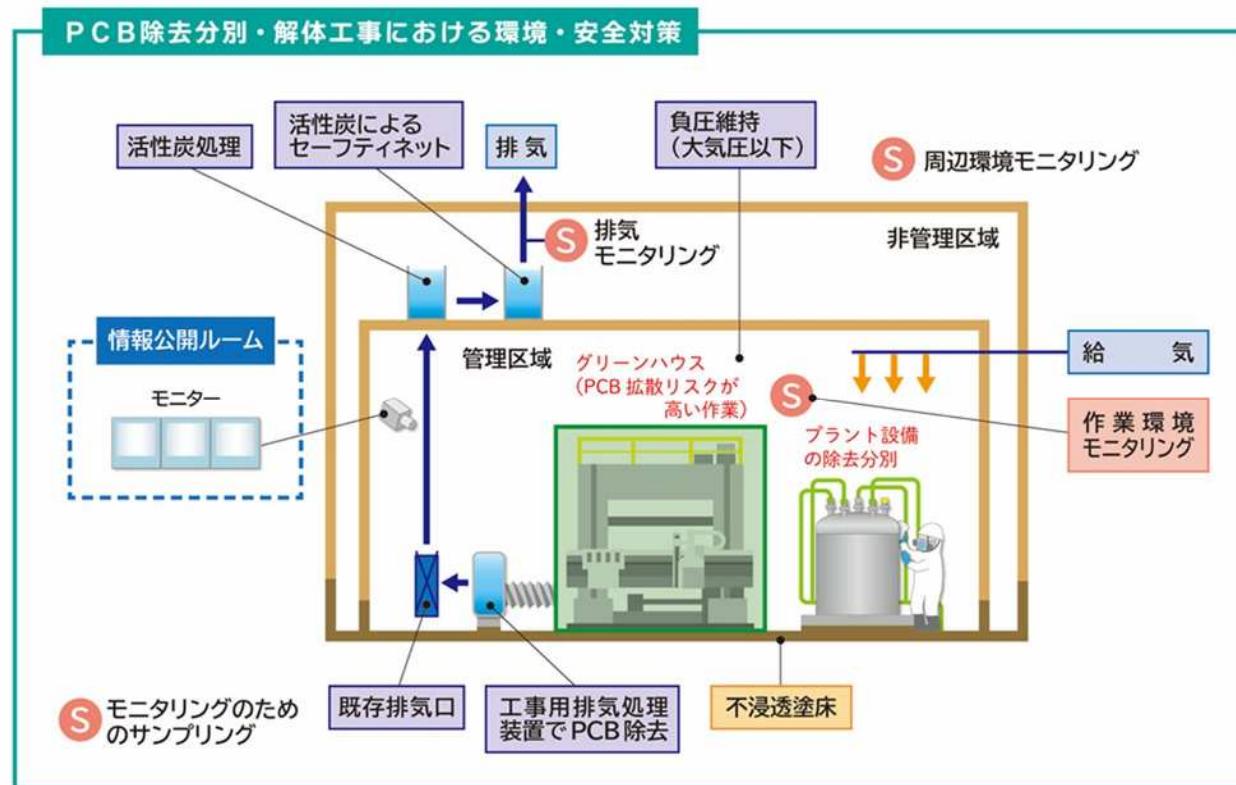 PCB除去分別・解体工事における環境・安全対策
活性炭処理
活性炭による
セーフティネット
排気
負圧維持
(大気圧以下)
S 周辺環境モニタリング
S 排気
モニタリング
非管理区域
情報公開ルーム
モニター
管理区域
グリーンハウス
(PCB拡散リスクが
高い作業)
S
給気
作業環境
モニタリング
プラント設備
の除去分別
S モニタリングのため
のサンプリング
既存排気口
工事用排気処理
装置でPCB除去
不浸透塗床